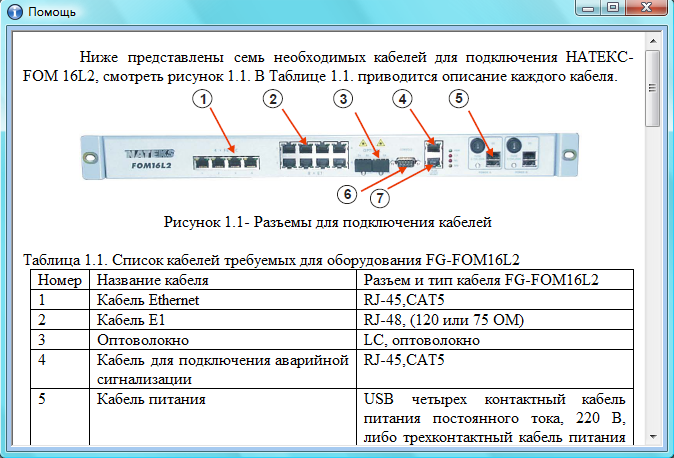 Помощь
Ниже представлены семь необходимых кабелей для подключения НАТЕКС-
FOM 16L2, смотреть рисунок 1.1. В Таблице 1.1. приводится описание каждого кабеля.
1 2 3 4 5
NATEKS
FOM16L2
6 7
Рисунок 1.1- Разъемы для подключения кабелей
Таблица 1.1. Список кабелей требуемых для оборудования FG-FOM16L2
Номер Название кабеля Разъем и тип кабеля FG-FOM16L2
1 Кабель Ethernet RJ-45,CAT5
2 Кабель E1 RJ-48, (120 или 75 ОМ)
3 Оптоволокно LC, оптоволокно
4 Кабель для подключения аварийной RJ-45,CAT5
сигнализации
5 Кабель питания USB четырех контактный кабель
питания постоянного тока, 220 В,
либо трехконтактный кабель питания